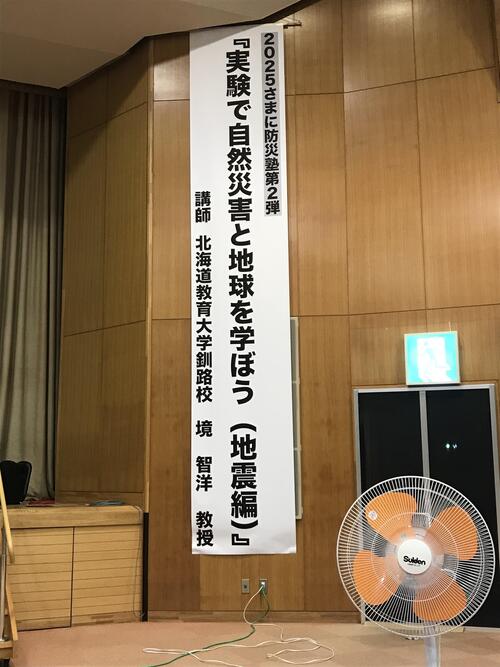 2025さまに防災塾第2弾
『実験で自然災害と地球を学ぼう（地震編）』
講師 北海道教育大学釧路校 境 智洋 教授
Suiden